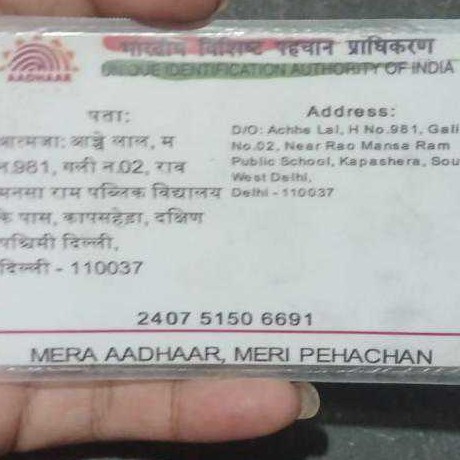 AADHAAR
भारतीय विशिष्ट पहचान प्राधिकरण
UNIQUE IDENTIFICATION AUTHORITY OF INDIA
पता:
आत्मजा: आच्छे लाल, म
न.981, गली न.02, राव
मनसा राम पब्लिक विद्यालय
के पास, कापसहेड़ा, दक्षिण
पश्चिमी दिल्ली,
दिल्ली - 110037
Address:
D/O: Achhe Lal, H No.981, Gali
No.02, Near Rao Mansa Ram
Public School, Kapashera, Sou
West Delhi,
Delhi - 110037
2407 5150 6691
MERA AADHAAR, MERI PEHACHAN